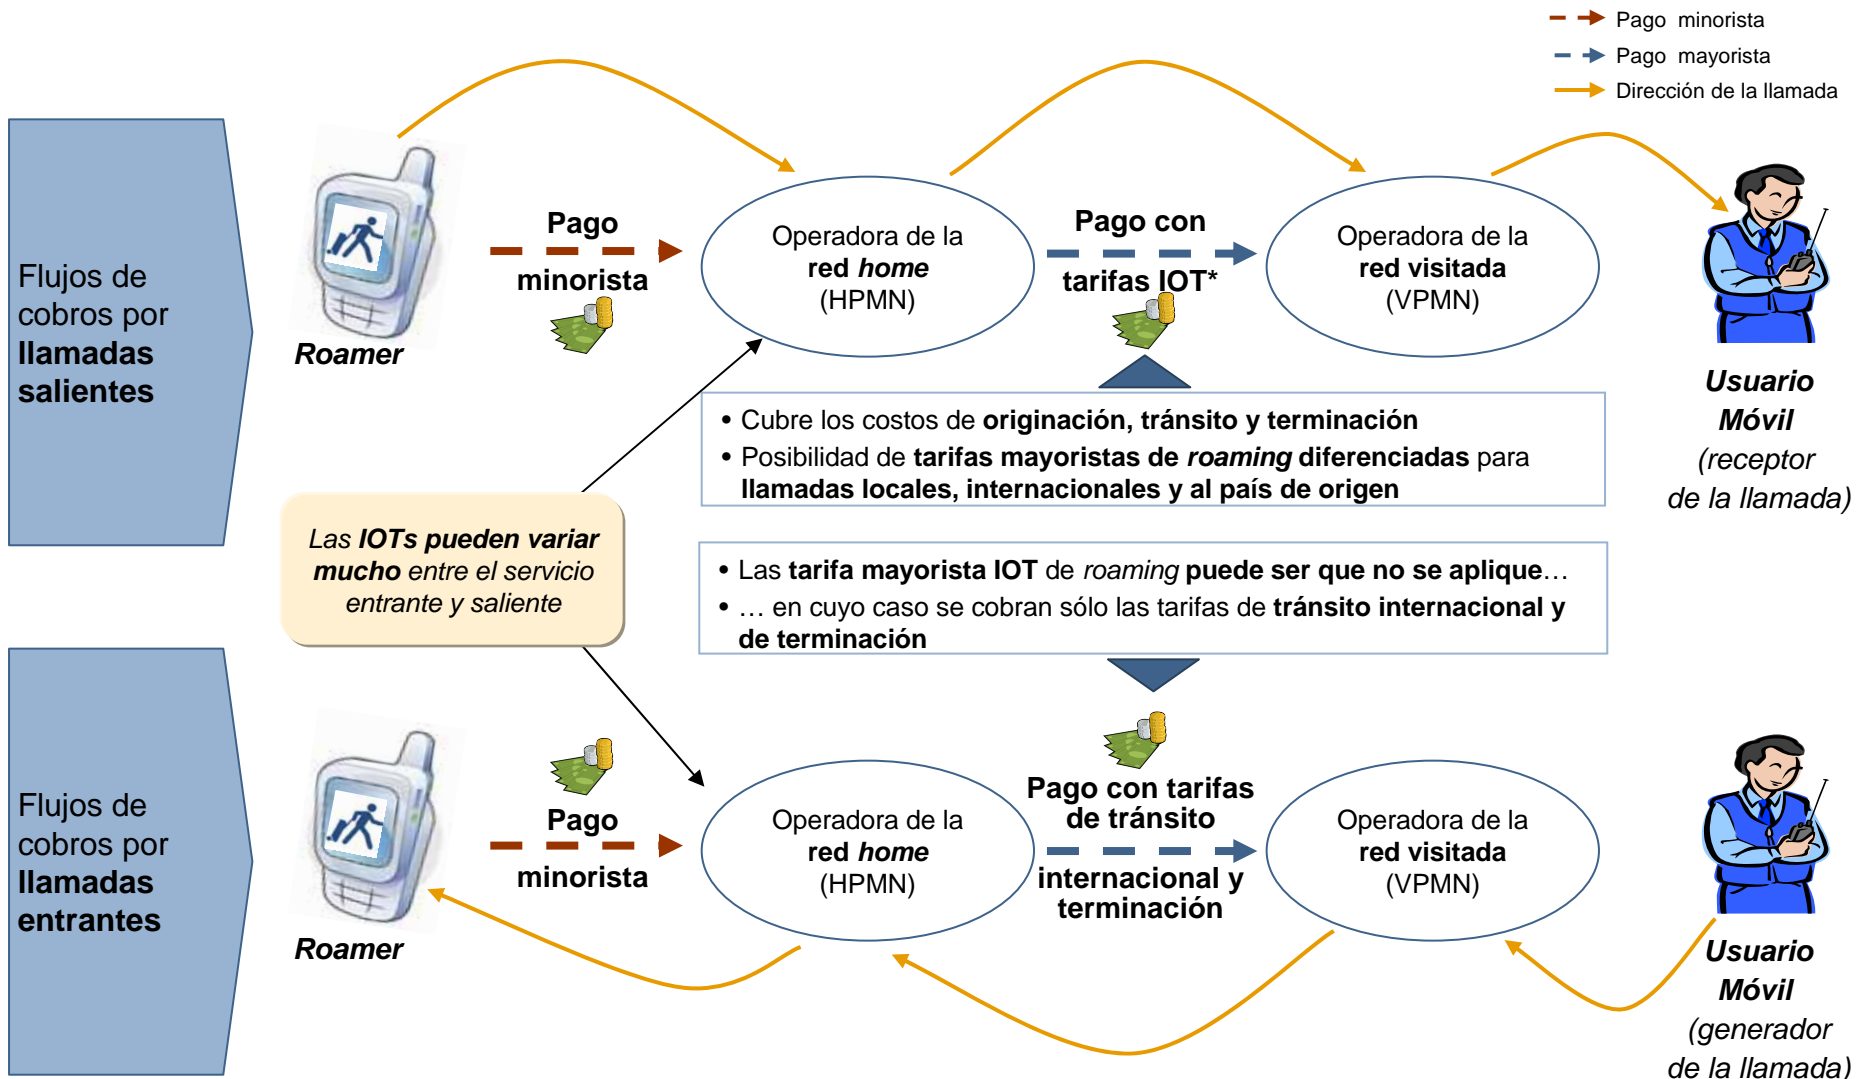 Pago minorista
Pago mayorista
Dirección de la llamada
Flujos de
cobros por
llamadas
salientes
Roamer
Pago
minorista
Operadora de la
red home
(HPMN)
Pago con
tarifas IOT*
Operadora de la
red visitada
(VPMN)
Usuario
Móvil
(receptor
de la llamada)
• Cubre los costos de originación, tránsito y terminación
• Posibilidad de tarifas mayoristas de roaming diferenciadas para
llamadas locales, internacionales y al país de origen
Las IOTs pueden variar
mucho entre el servicio
entrante y saliente
• Las tarifa mayorista IOT de roaming puede ser que no se aplique…
• … en cuyo caso se cobran sólo las tarifas de tránsito internacional y
de terminación
Flujos de
cobros por
llamadas
entrantes
Roamer
Pago
minorista
Operadora de la
red home
(HPMN)
Pago con tarifas
de tránsito
internacional y
terminación
Operadora de la
red visitada
(VPMN)
Usuario
Móvil
(generador
de la llamada)